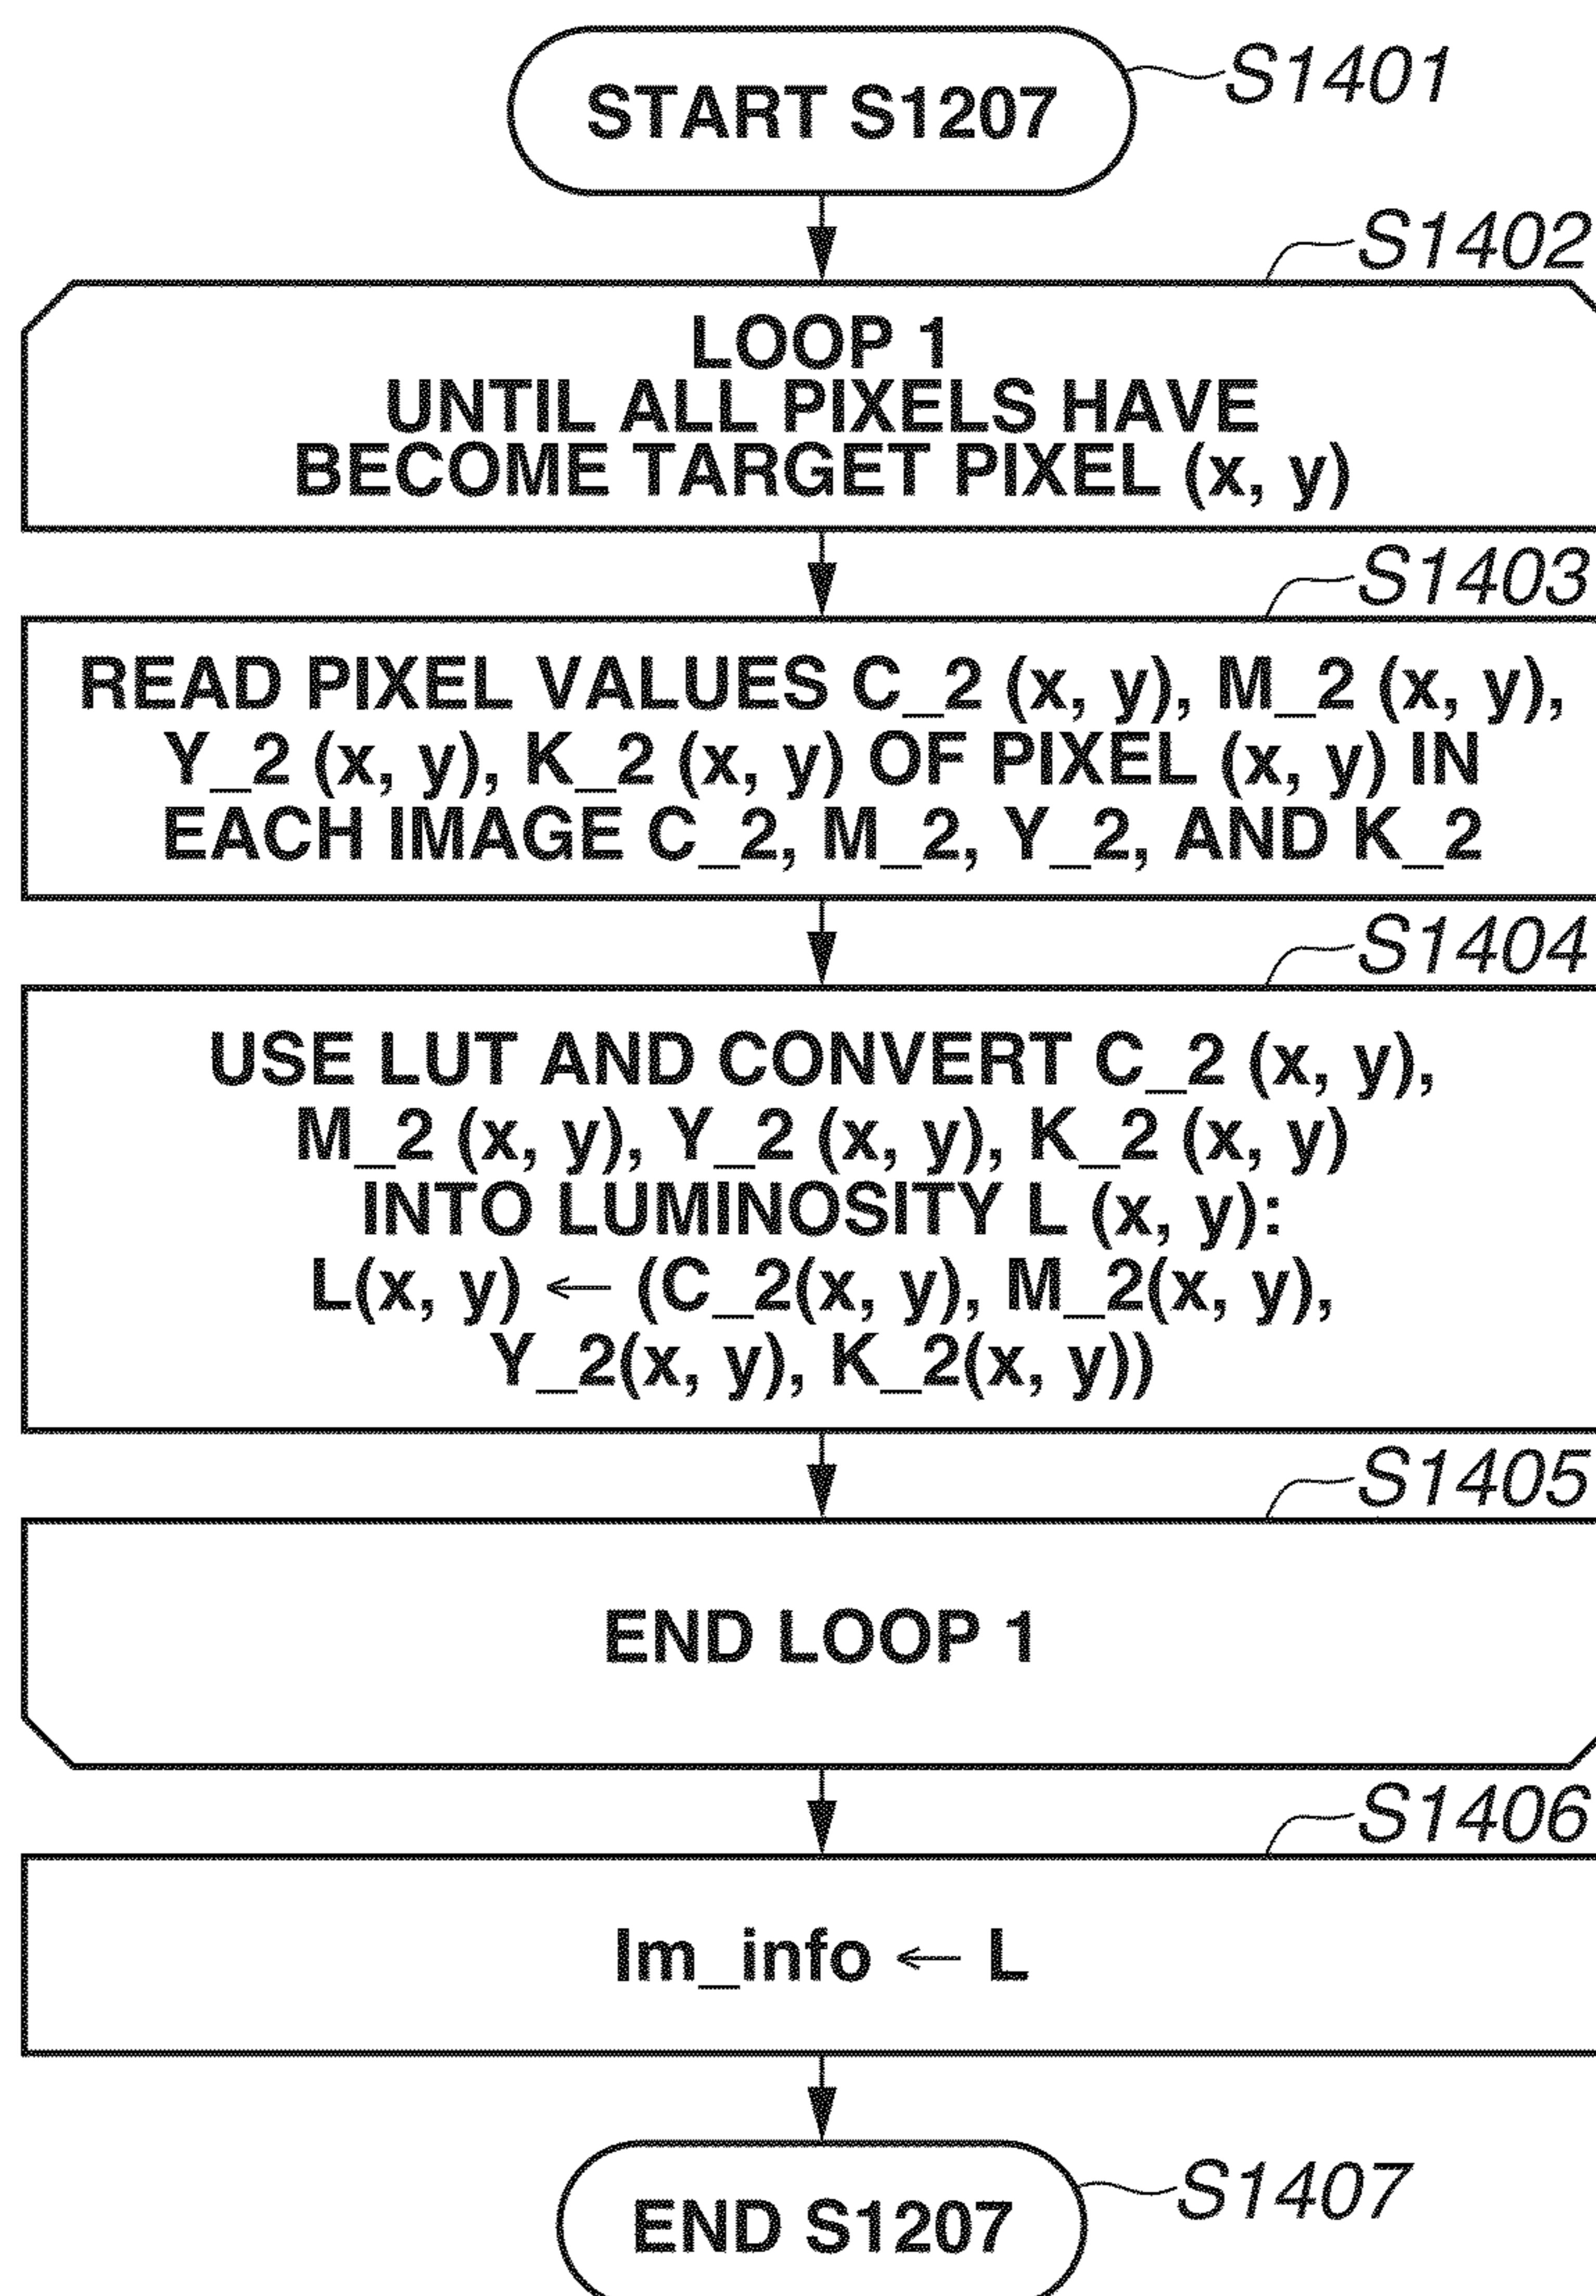 START S1207
S1401
S1402
LOOP 1
UNTIL ALL PIXELS HAVE
BECOME TARGET PIXEL (x, y)
S1403
READ PIXEL VALUES C_2 (x, y), M_2 (x, y),
Y_2 (x, y), K_2 (x, y) OF PIXEL (x, y) IN
EACH IMAGE C_2, M_2, Y_2, AND K_2
S1404
USE LUT AND CONVERT C_2 (x, y),
M_2 (x, y), Y_2 (x, y), K_2 (x, y)
INTO LUMINOSITY L (x, y):
L(x, y) ← (C_2(x, y), M_2(x, y),
Y_2(x, y), K_2(x, y))
S1405
END LOOP 1
S1406
Im_info ← L
END S1207
S1407